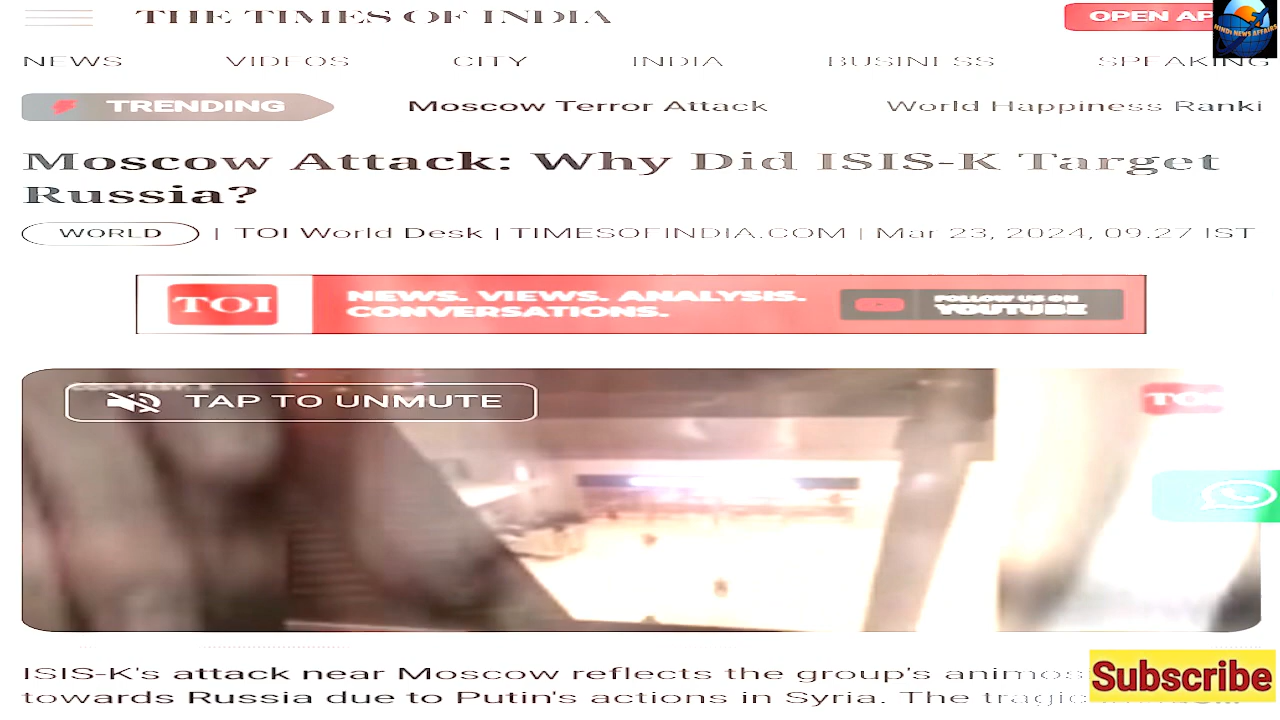 THE TIMES OF INDIA
OPEN AP
HINDI NEWS AFFAIRS
NEWS VIDEOS CITY INDIA BUSINESS SPEAKING
TRENDING Moscow Terror Attack World Happiness Ranki
Moscow Attack: Why Did ISIS-K Target
Russia?
WORLD | TOI World Desk | TIMESOFINDIA.COM | Mar 23, 2024, 09.27 IST
TOI
NEWS. VIEWS. ANALYSIS.
CONVERSATIONS.
FOLLOW US ON
YOUTUBE
TAP TO UNMUTE
TOI
ISIS-K's attack near Moscow reflects the group's animos
towards Russia due to Putin's actions in Syria. The tragic
Subscribe